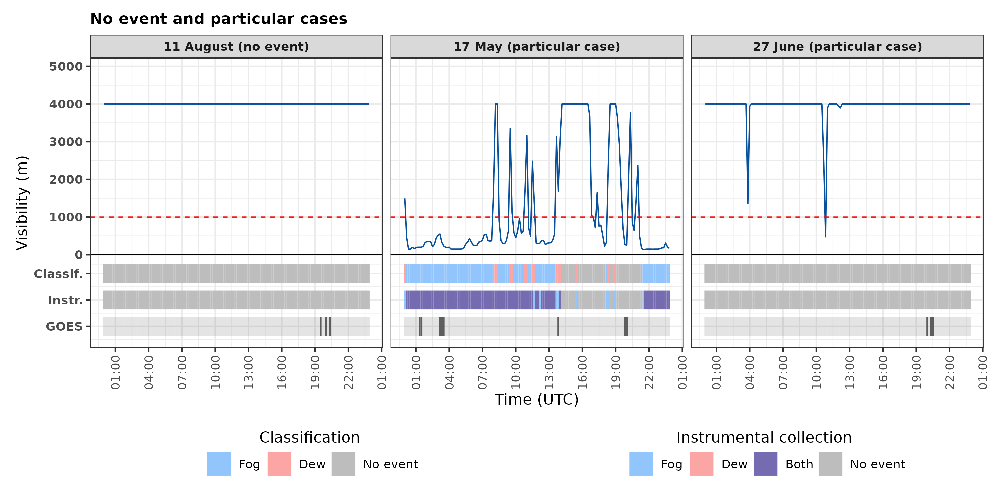 No event and particular cases
11 August (no event)
17 May (particular case)
27 June (particular case)
Visibility (m)
5000
4000
3000
2000
1000
0
Classif.
Instr.
GOES
01:00 04:00 07:00 10:00 13:00 16:00 19:00 22:00 01:00
01:00 04:00 07:00 10:00 13:00 16:00 19:00 22:00 01:00
01:00 04:00 07:00 10:00 13:00 16:00 19:00 22:00 01:00
Time (UTC)
Classification
Fog Dew No event
Instrumental collection
Fog Dew Both No event